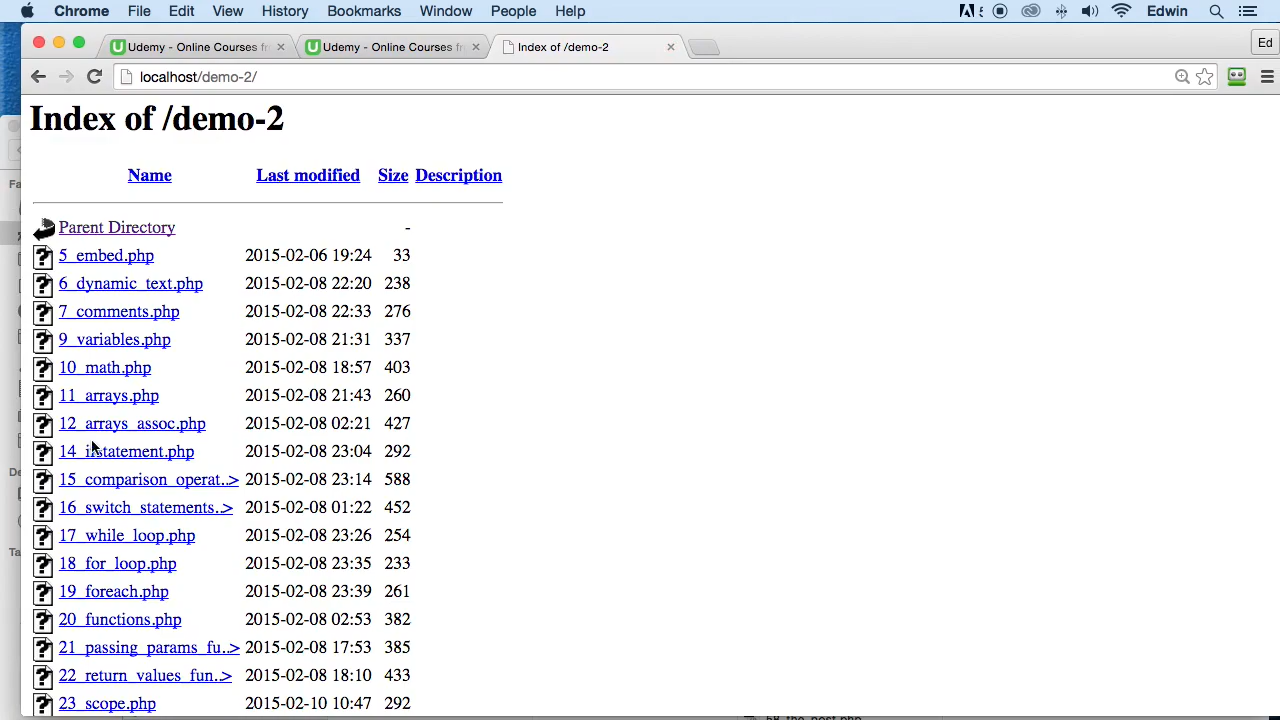 Chrome File Edit View History Bookmarks Window People Help Edwin
Udemy - Online Courses fr Udemy - Online Courses fr Index of /demo-2 Ed
localhost/demo-2/
Index of /demo-2
Name Last modified Size Description
Parent Directory -
5_embed.php 2015-02-06 19:24 33
6_dynamic_text.php 2015-02-08 22:20 238
7_comments.php 2015-02-08 22:33 276
9_variables.php 2015-02-08 21:31 337
10_math.php 2015-02-08 18:57 403
11_arrays.php 2015-02-08 21:43 260
12_arrays_assoc.php 2015-02-08 02:21 427
14_ifstatement.php 2015-02-08 23:04 292
15_comparison_operat..> 2015-02-08 23:14 588
16_switch_statements..> 2015-02-08 01:22 452
17_while_loop.php 2015-02-08 23:26 254
18_for_loop.php 2015-02-08 23:35 233
19_foreach.php 2015-02-08 23:39 261
20_functions.php 2015-02-08 02:53 382
21_passing_params_fu..> 2015-02-08 17:53 385
22_return_values_fun..> 2015-02-08 18:10 433
23_scope.php 2015-02-10 10:47 292